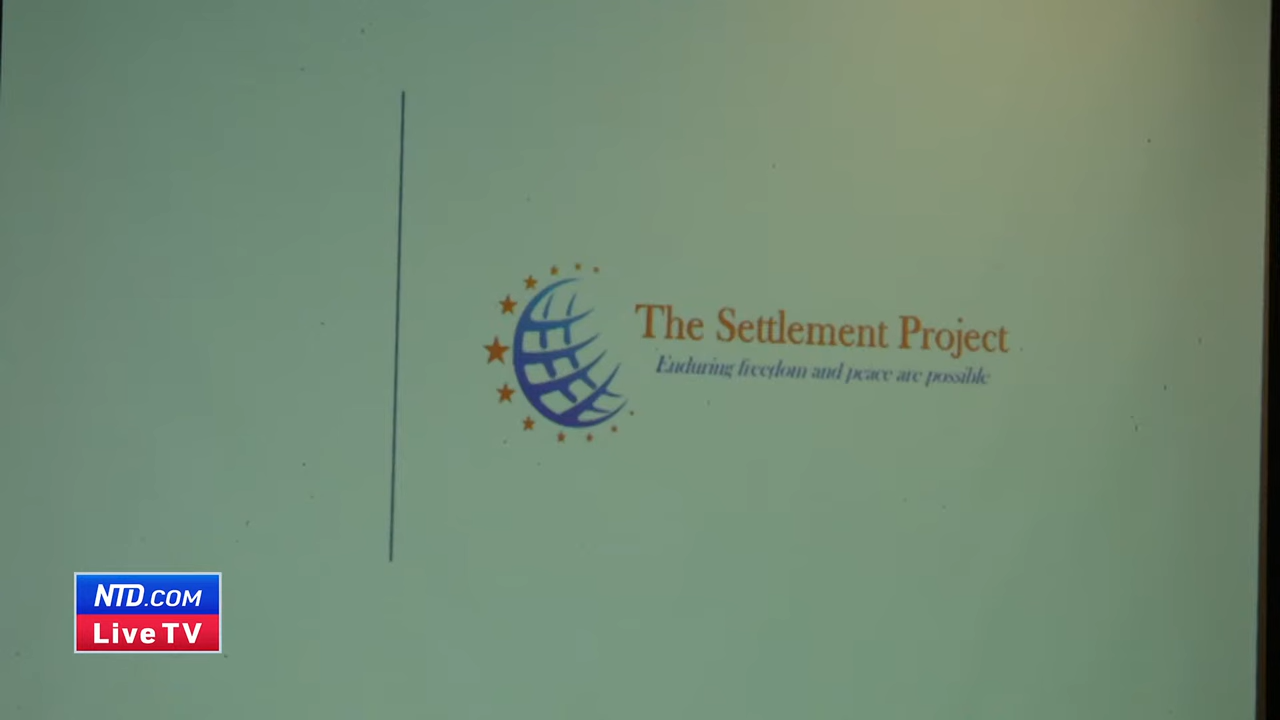 The Settlement Project
Enduring freedom and peace are possible
NTD.COM
Live TV